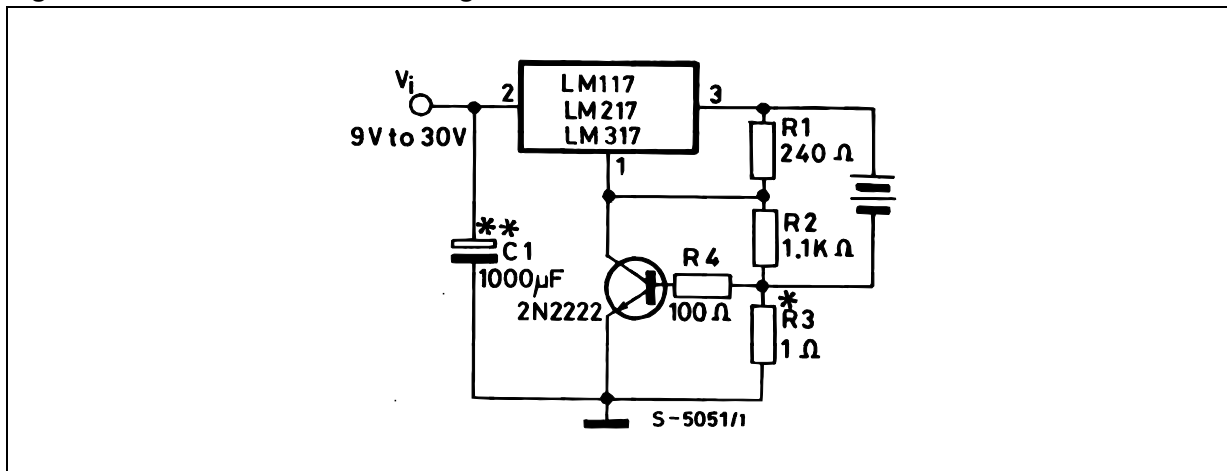 Vi
9V to 30V
2
LM117
LM217
LM317
3
1
R1
240 Ω
R2
1.1K Ω
**
C1
1000µF
2N2222
R4
100Ω
*
R3
1 Ω
S-5051/1